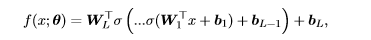 f(x; θ) = W_L^⊤ σ (...σ(W_1^⊤ x + b_1) + b_{L−1}) + b_L,